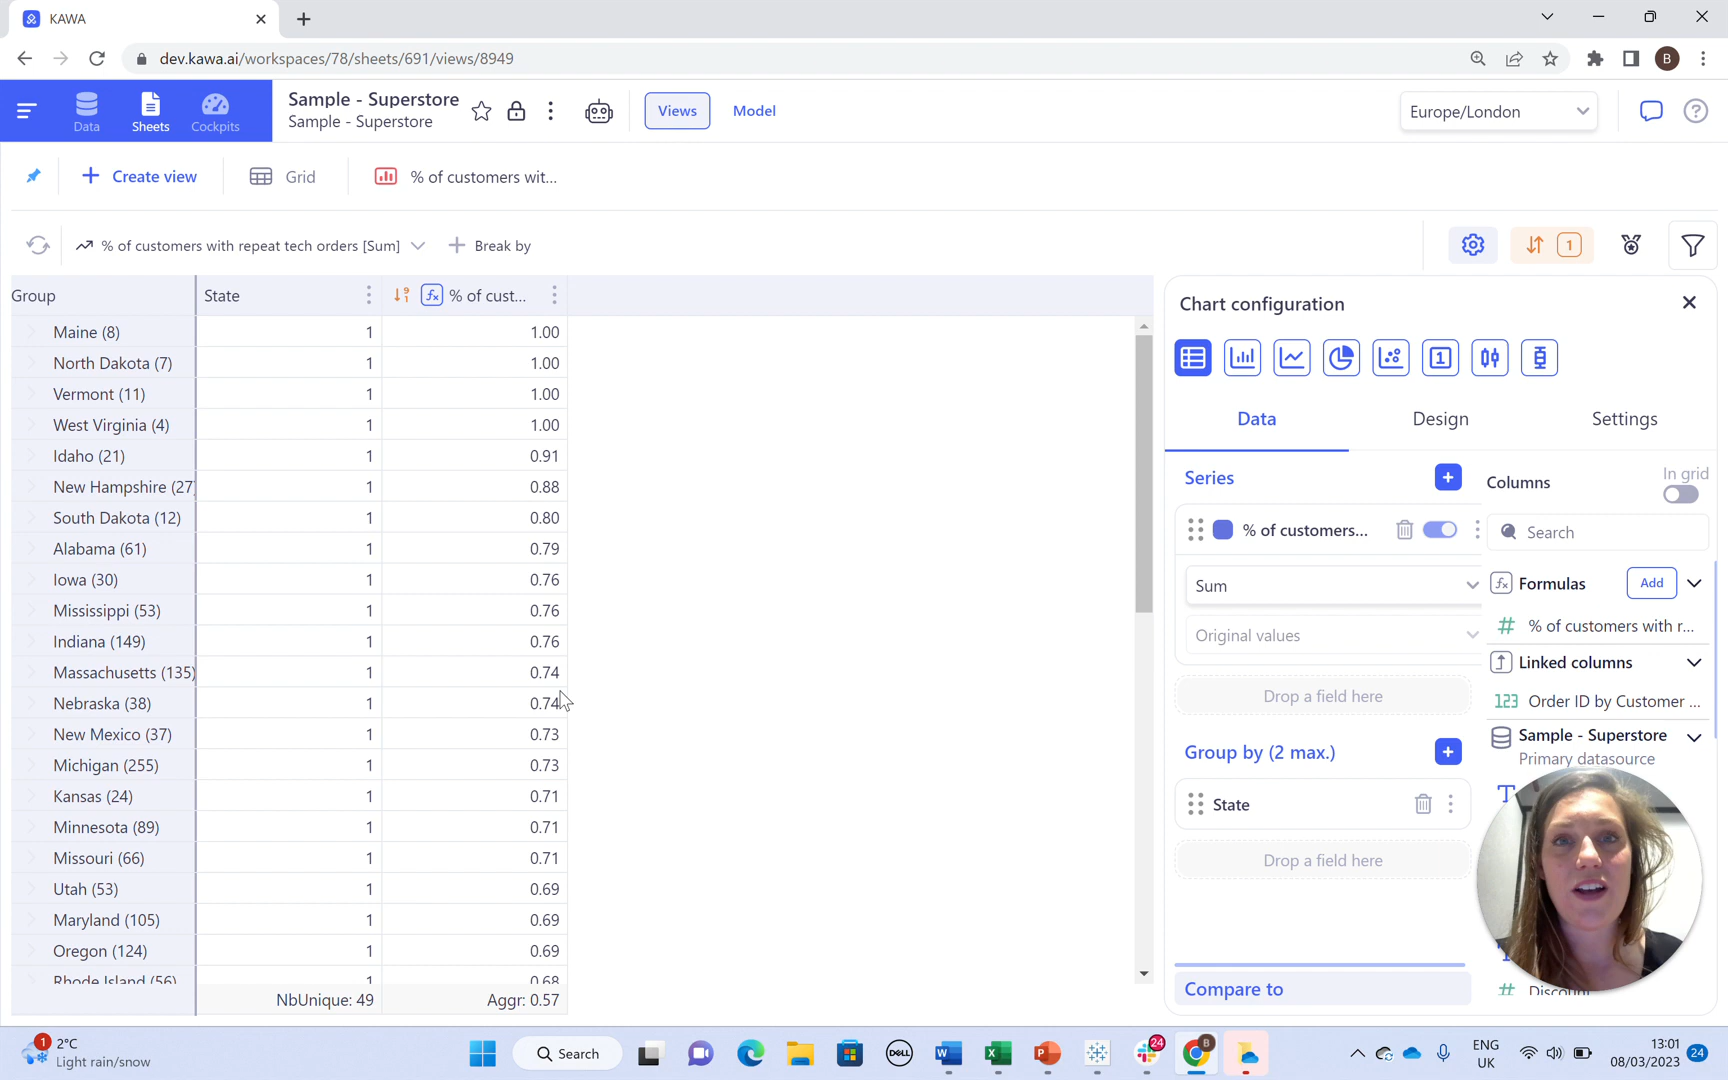 KAWA
dev.kawa.ai/workspaces/78/sheets/691/views/8949
B
Data
Sheets
Cockpits
Sample - Superstore
Sample - Superstore
Views
Model
Europe/London
Create view
Grid
% of customers wit...
% of customers with repeat tech orders [Sum]
Break by
1
Group
State
% of cust...
Maine (8) 1 1.00
North Dakota (7) 1 1.00
Vermont (11) 1 1.00
West Virginia (4) 1 1.00
Idaho (21) 1 0.91
New Hampshire (27 1 0.88
South Dakota (12) 1 0.80
Alabama (61) 1 0.79
Iowa (30) 1 0.76
Mississippi (53) 1 0.76
Indiana (149) 1 0.76
Massachusetts (135) 1 0.74
Nebraska (38) 1 0.74
New Mexico (37) 1 0.73
Michigan (255) 1 0.73
Kansas (24) 1 0.71
Minnesota (89) 1 0.71
Missouri (66) 1 0.71
Utah (53) 1 0.69
Maryland (105) 1 0.69
Oregon (124) 1 0.69
Rhode Island (56) 1 0.68
NbUnique: 49
Aggr: 0.57
Chart configuration
Data
Design
Settings
Series
% of customers...
Sum
Original values
Drop a field here
Group by (2 max.)
State
Drop a field here
Compare to
Columns
In grid
Search
Formulas
Add
% of customers with r...
Linked columns
123 Order ID by Customer ...
Sample - Superstore
Primary datasource
Discount
1
2°C
Light rain/snow
Search
DELL
24
B
ENG
UK
13:01
08/03/2023
24